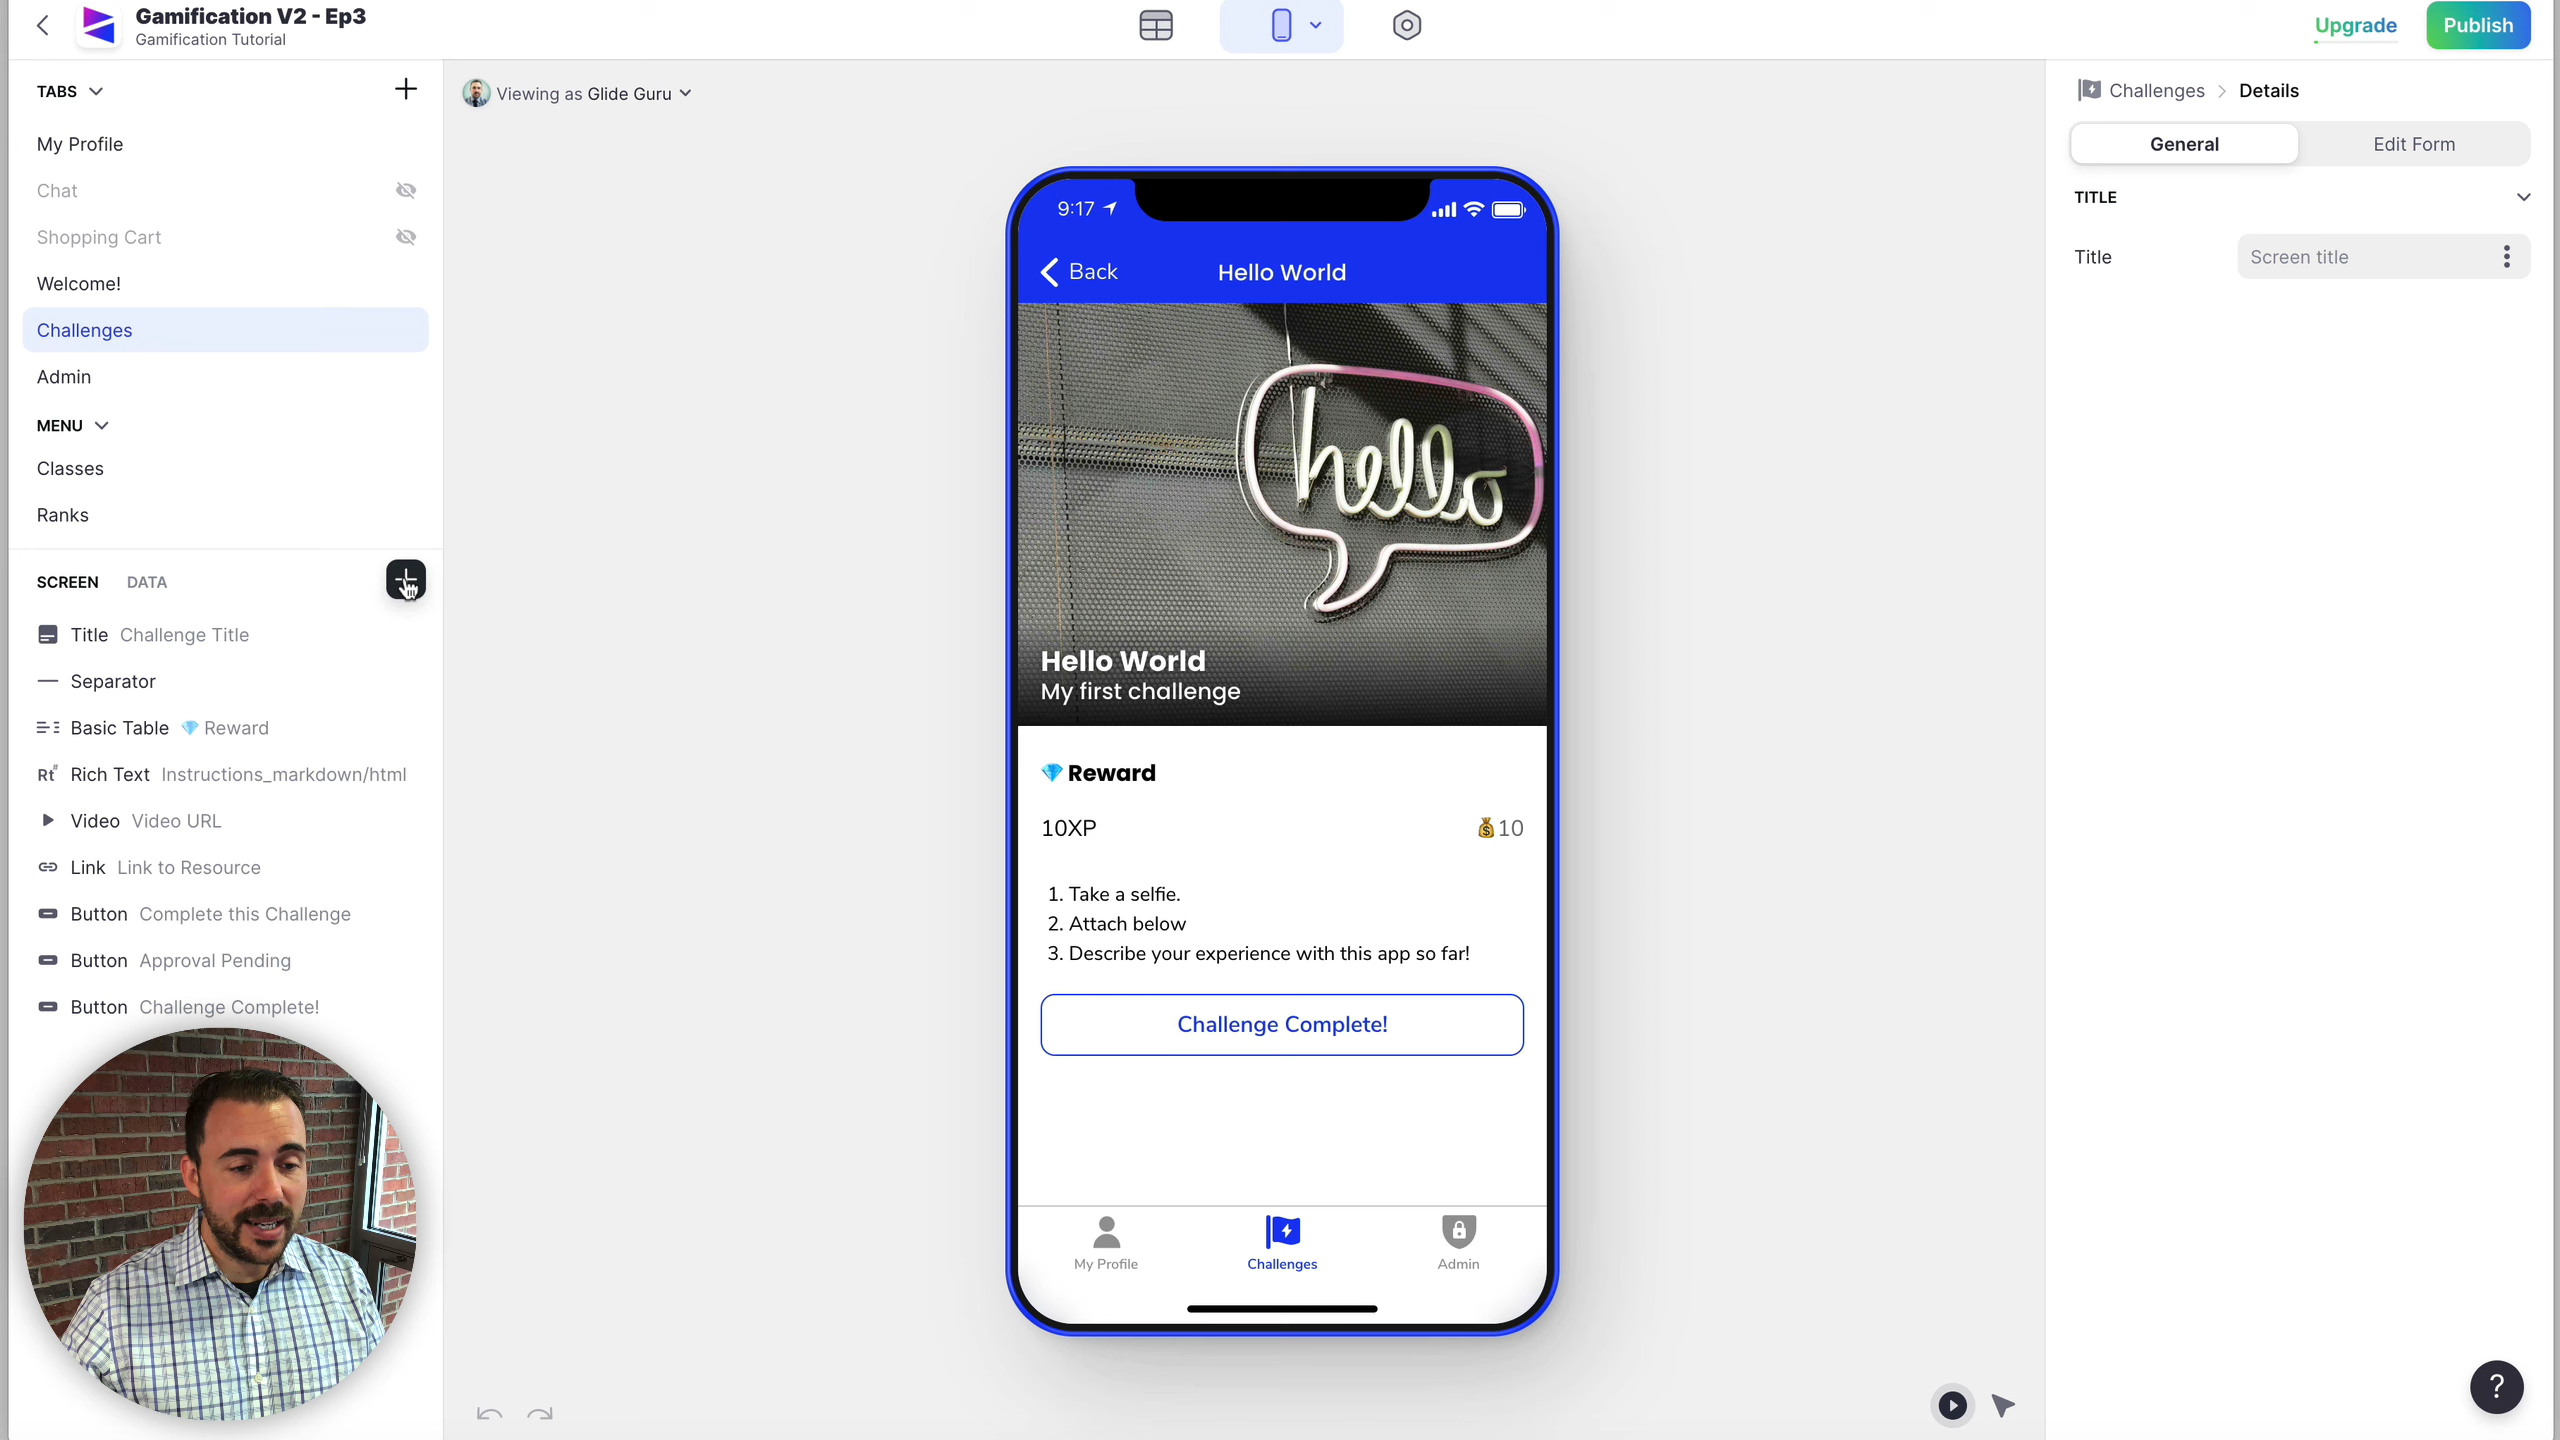 Gamification V2 - Ep3
Gamification Tutorial
Upgrade
Publish
TABS
My Profile
Chat
Shopping Cart
Welcome!
Challenges
Admin
MENU
Classes
Ranks
SCREEN DATA
Title Challenge Title
Separator
Basic Table 💎 Reward
Rt# Rich Text Instructions_markdown/html
Video Video URL
Link Link to Resource
Button Complete this Challenge
Button Approval Pending
Button Challenge Complete!
Viewing as Glide Guru
9:17
Back Hello World
hello
Hello World
My first challenge
💎 Reward
10XP 💰10
1. Take a selfie.
2. Attach below
3. Describe your experience with this app so far!
Challenge Complete!
My Profile Challenges Admin
Challenges > Details
General Edit Form
TITLE
Title Screen title
?